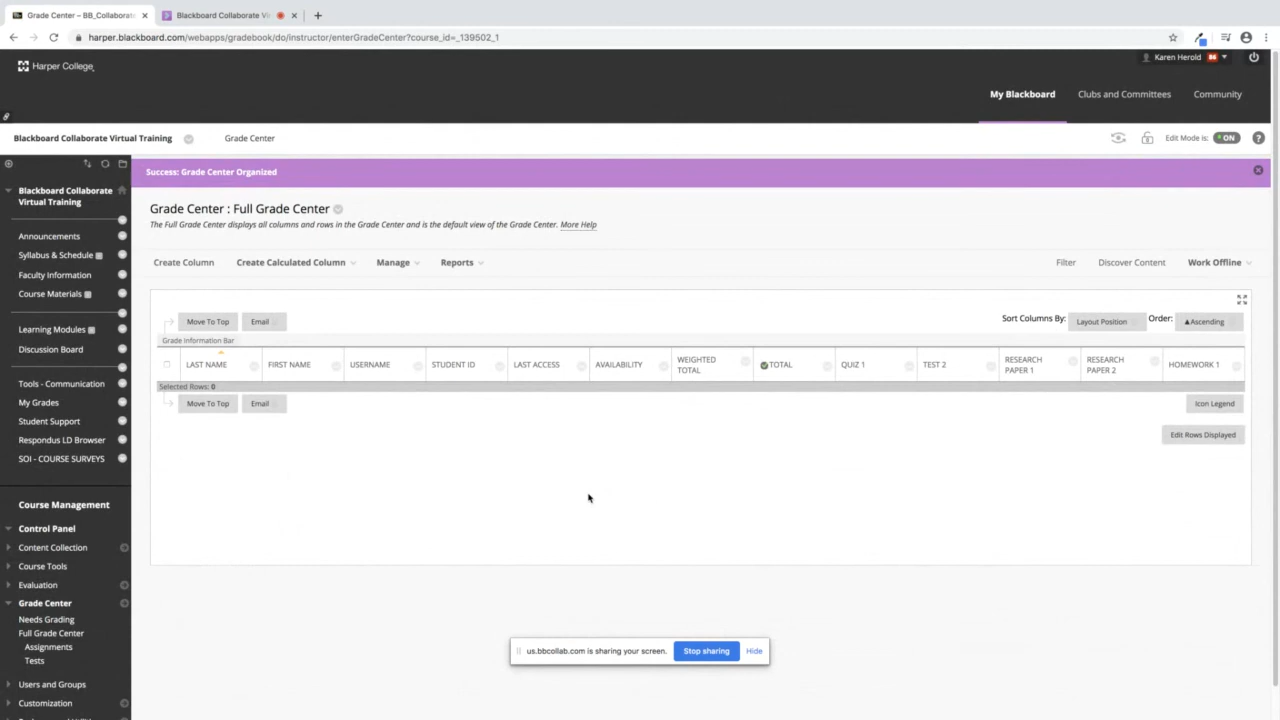 Grade Center – BB_Collaborate
Blackboard Collaborate Vi
harper.blackboard.com/webapps/gradebook/do/instructor/enterGradeCenter?course_id=_139502_1
Harper College
Karen Herold
My Blackboard
Clubs and Committees
Community
Blackboard Collaborate Virtual Training
Grade Center
Edit Mode is:
ON
?
Success: Grade Center Organized
Blackboard Collaborate
Virtual Training
Announcements
Syllabus & Schedule
Faculty Information
Course Materials
Learning Modules
Discussion Board
Tools - Communication
My Grades
Student Support
Respondus LD Browser
SOI - COURSE SURVEYS
Course Management
Control Panel
Content Collection
Course Tools
Evaluation
Grade Center
Needs Grading
Full Grade Center
Assignments
Tests
Users and Groups
Customization
Grade Center : Full Grade Center
The Full Grade Center displays all columns and rows in the Grade Center and is the default view of the Grade Center. More Help
Create Column
Create Calculated Column
Manage
Reports
Filter
Discover Content
Work Offline
Move To Top
Email
Sort Columns By:
Layout Position
Order:
▲Ascending
Grade Information Bar
LAST NAME
FIRST NAME
USERNAME
STUDENT ID
LAST ACCESS
AVAILABILITY
WEIGHTED
TOTAL
TOTAL
QUIZ 1
TEST 2
RESEARCH
PAPER 1
RESEARCH
PAPER 2
HOMEWORK 1
Selected Rows: 0
Move To Top
Email
Icon Legend
Edit Rows Displayed
us.bbcollab.com is sharing your screen.
Stop sharing
Hide